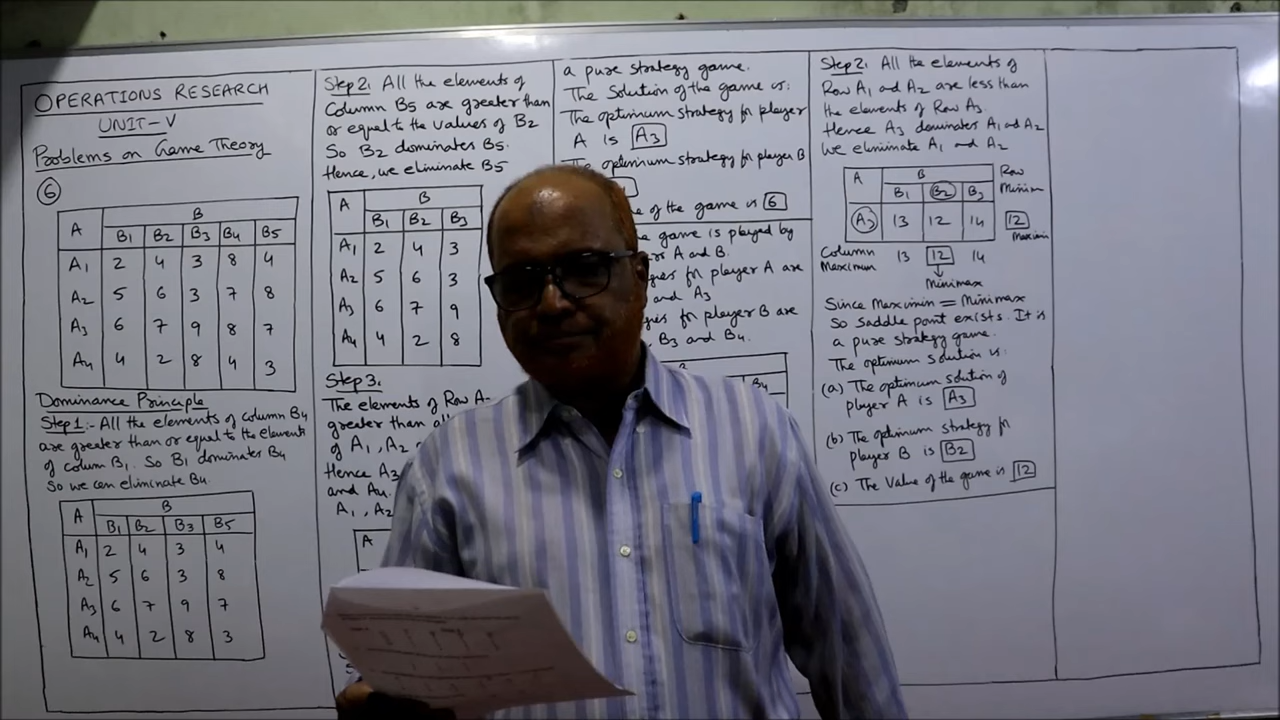 OPERATIONS RESEARCH
UNIT-V
Problems on Game Theory
6
A B
B1 B2 B3 B4 B5
A1 2 4 3 8 4
A2 5 6 3 7 8
A3 6 7 9 8 7
A4 4 2 8 4 3
Dominance Principle
Step 1:- All the elements of column B4
are greater than or equal to the elements
of colum B1. So B1 dominates B4
So we can eliminate B4.
A B
B1 B2 B3 B5
A1 2 4 3 4
A2 5 6 3 8
A3 6 7 9 7
A4 4 2 8 3
Step 2: All the elements of
Column B5 are greater than
or equal to the values of B2
So B2 dominates B5.
Hence, we eliminate B5
A B
B1 B2 B3
A1 2 4 3
A2 5 6 3
A3 6 7 9
A4 4 2 8
Step 3.
The elements of Row A
greater than
of A1, A2
Hence A3
and A4.
A1, A2
A
a pure strategy game.
The Solution of the game is:
The optimum strategy for player
A is A3
The optimum strategy for player B
of the game is 6
game is played by
A and B.
for player A are
and A3
for player B are
B3 and B4.
B4
Step 2: All the elements of
Row A1 and A2 are less than
the elements of Row A3.
Hence A3 dominates A1 and A2
We eliminate A1 and A2
A B Row
B1 B2 B3 Minimum
A3 13 12 14 12
Maximin
Column 13 12 14
Maximum
Minimax
Since Maximin = Minimax
So saddle point exists. It is
a pure strategy game.
The optimum solution is:
(a) The optimum solution of
player A is A3
(b) The optimum strategy for
player B is B2
(c) The Value of the game is 12